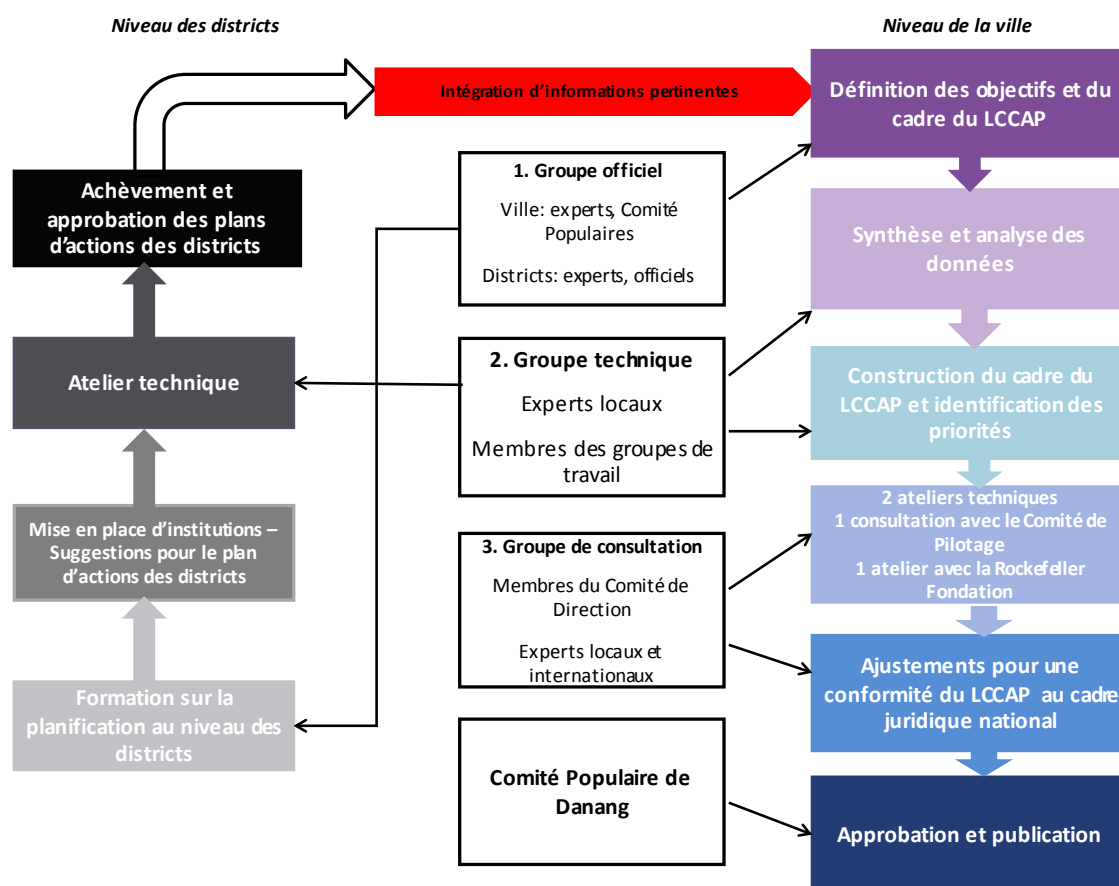 Niveau des districts
Niveau de la ville
Intégration d'informations pertinentes
Définition des objectifs et du
cadre du LCCAP
1. Groupe officiel
Ville: experts, Comité
Populaires
Districts: experts, officiels
Achèvement et
approbation des plans
d'actions des districts
Synthèse et analyse des
données
Atelier technique
2. Groupe technique
Experts locaux
Membres des groupes de
travail
Construction du cadre du
LCCAP et identification des
priorités
Mise en place d'institutions –
Suggestions pour le plan
d'actions des districts
3. Groupe de consultation
Membres du Comité de
Direction
Experts locaux et
internationaux
2 ateliers techniques
1 consultation avec le Comité de
Pilotage
1 atelier avec la Rockefeller
Fondation
Formation sur la
planification au niveau des
districts
Ajustements pour une
conformité du LCCAP au cadre
juridique national
Comité Populaire de
Danang
Approbation et publication